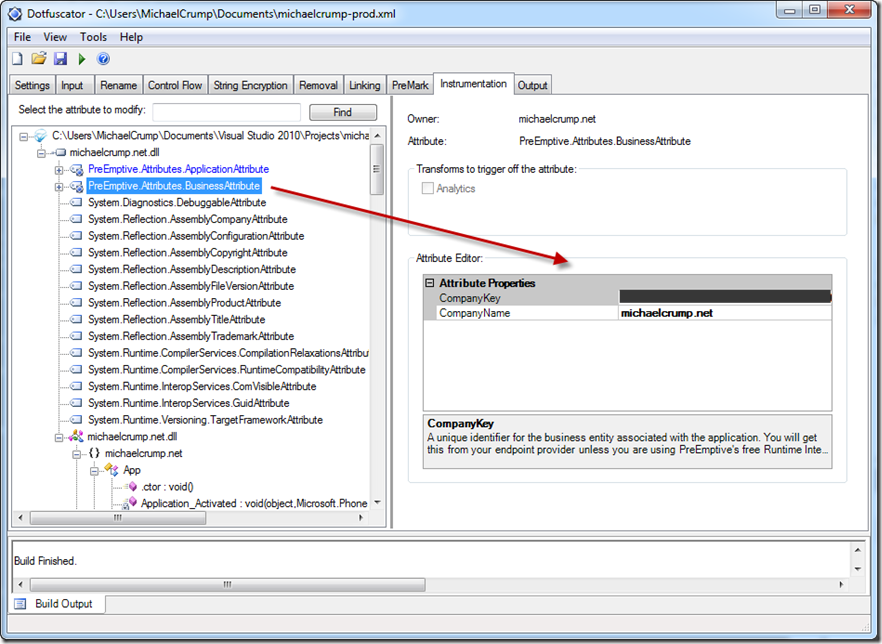 Dotfuscator - C:\Users\MichaelCrump\Documents\michaelcrump-prod.xml
File View Tools Help
Settings Input Rename Control Flow String Encryption Removal Linking PreMark Instrumentation Output
Select the attribute to modify: Find
C:\Users\MichaelCrump\Documents\Visual Studio 2010\Projects\micha
michaelcrump.net.dll
PreEmptive.Attributes.ApplicationAttribute
PreEmptive.Attributes.BusinessAttribute
System.Diagnostics.DebuggableAttribute
System.Reflection.AssemblyCompanyAttribute
System.Reflection.AssemblyConfigurationAttribute
System.Reflection.AssemblyCopyrightAttribute
System.Reflection.AssemblyDescriptionAttribute
System.Reflection.AssemblyFileVersionAttribute
System.Reflection.AssemblyProductAttribute
System.Reflection.AssemblyTitleAttribute
System.Reflection.AssemblyTrademarkAttribute
System.Runtime.CompilerServices.CompilationRelaxationsAttribu
System.Runtime.CompilerServices.RuntimeCompatibilityAttribute
System.Runtime.InteropServices.ComVisibleAttribute
System.Runtime.InteropServices.GuidAttribute
System.Runtime.Versioning.TargetFrameworkAttribute
michaelcrump.net.dll
{} michaelcrump.net
App
.ctor : void()
Application_Activated : void(object,Microsoft.Phone
Owner: michaelcrump.net
Attribute: PreEmptive.Attributes.BusinessAttribute
Transforms to trigger off the attribute:
Analytics
Attribute Editor:
Attribute Properties
CompanyKey
CompanyName michaelcrump.net
CompanyKey
A unique identifier for the business entity associated with the application. You will get
this from your endpoint provider unless you are using PreEmptive's free Runtime Inte...
Build Finished.
Build Output